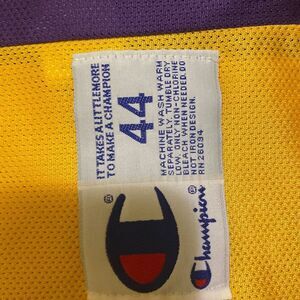 IT TAKES A LITTLE MORE
TO MAKE A CHAMPION
44
MACHINE WASH WARM
SEPARATELY. TUMBLE DRY
LOW. ONLY NON-CHLORINE
BLEACH WHEN NEEDED. DO
NOT IRON DESIGN.
RN 26094
®
Champion
®